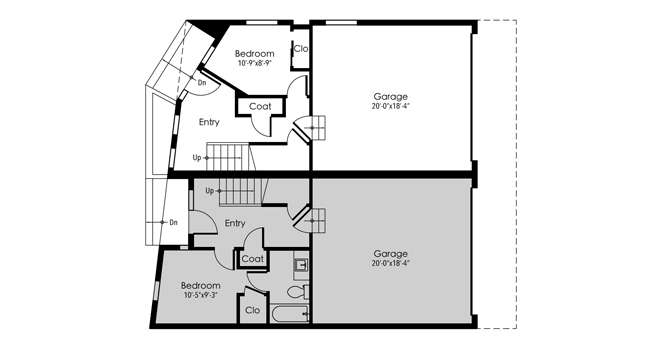 Bedroom
10'-9"x8'-9"
Clo
Dn
Garage
20'-0"x18'-4"
Coat
Entry
Up
Up
Dn
Entry
Garage
20'-0"x18'-4"
Coat
Bedroom
10'-5"x9'-3"
Clo